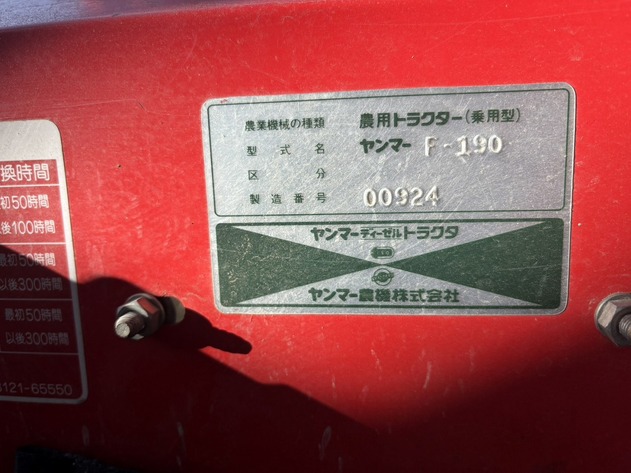 農業機械の種類 農用トラクター(乗用型)
型式名 ヤンマー F-190
区分
製造番号 00924
ヤンマーディーゼルトラクタ
ヤンマー農機株式会社
換時間
初50時間
後100時間
最初50時間
以後300時間
最初50時間
以後300時間
121-65550